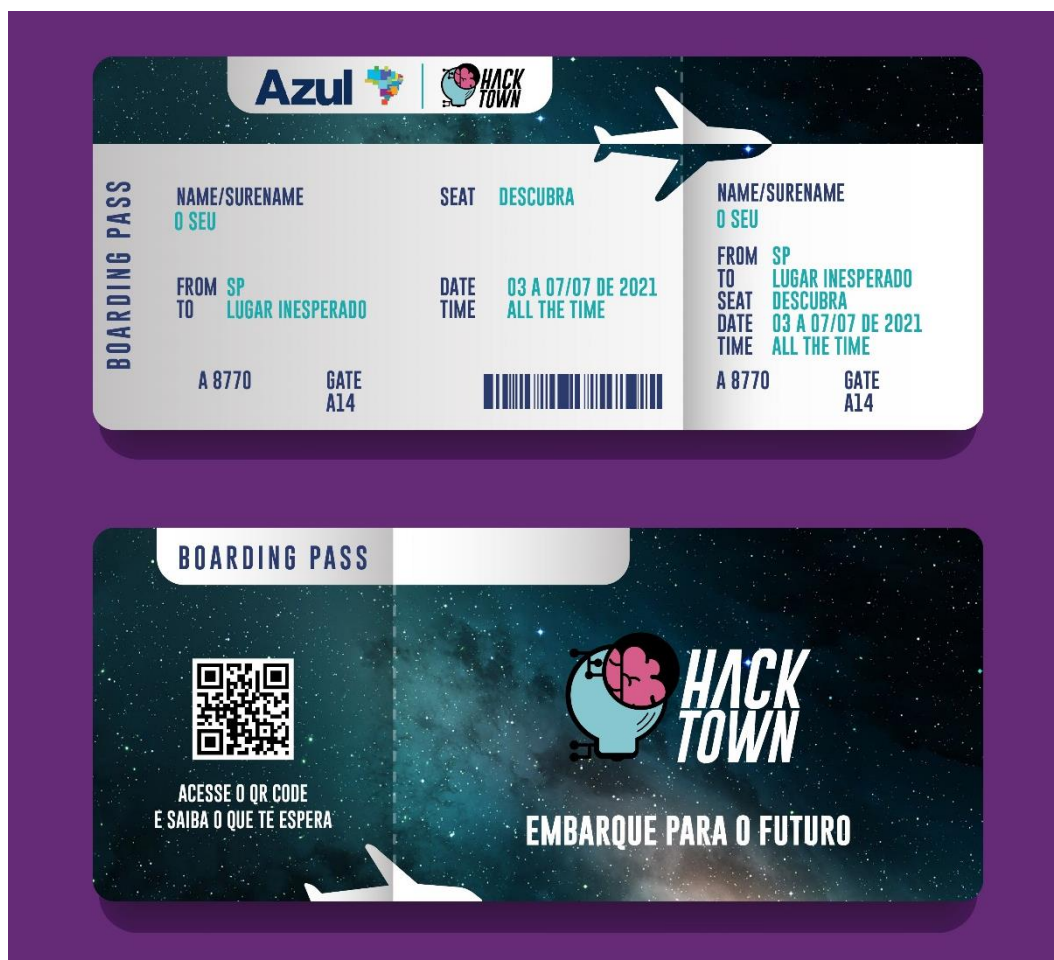 Azul HACK TOWN
BOARDING PASS
NAME/SURENAME
O SEU
SEAT DESCUBRA
FROM SP
TO LUGAR INESPERADO
DATE 03 A 07/07 DE 2021
TIME ALL THE TIME
A 8770
GATE
A14
NAME/SURENAME
O SEU
FROM SP
TO LUGAR INESPERADO
SEAT DESCUBRA
DATE 03 A 07/07 DE 2021
TIME ALL THE TIME
A 8770
GATE
A14
BOARDING PASS
ACESSE O QR CODE
E SAIBA O QUE TE ESPERA
HACK
TOWN
EMBARQUE PARA O FUTURO